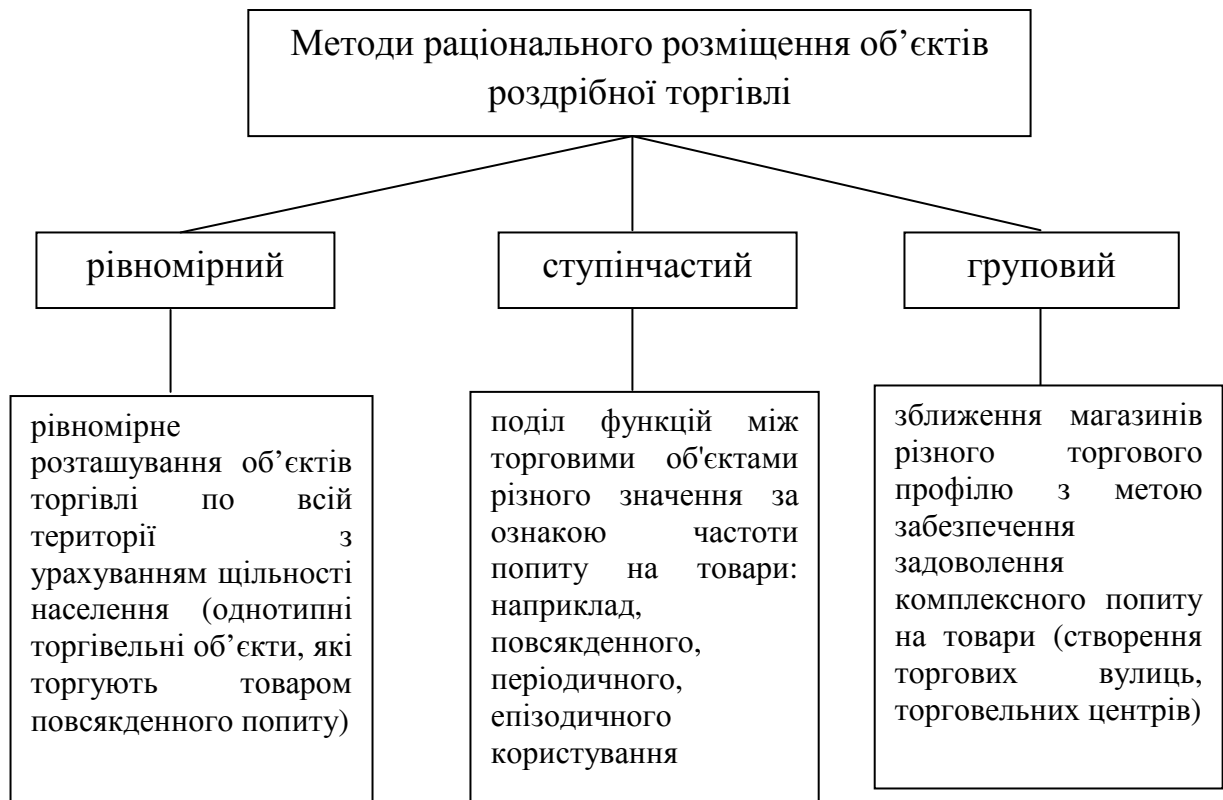 Методи раціонального розміщення об’єктів
роздрібної торгівлі
рівномірний
ступінчастий
груповий
рівномірне
розташування об’єктів
торгівлі по всій
території з
урахуванням щільності
населення (однотипні
торгівельні об’єкти, які
торгують товаром
повсякденного попиту)
поділ функцій між
торговими об'єктами
різного значення за
ознакою частоти
попиту на товари:
наприклад,
повсякденного,
періодичного,
епізодичного
користування
зближення магазинів
різного торгового
профілю з метою
забезпечення
задоволення
комплексного попиту
на товари (створення
торгових вулиць,
торговельних центрів)